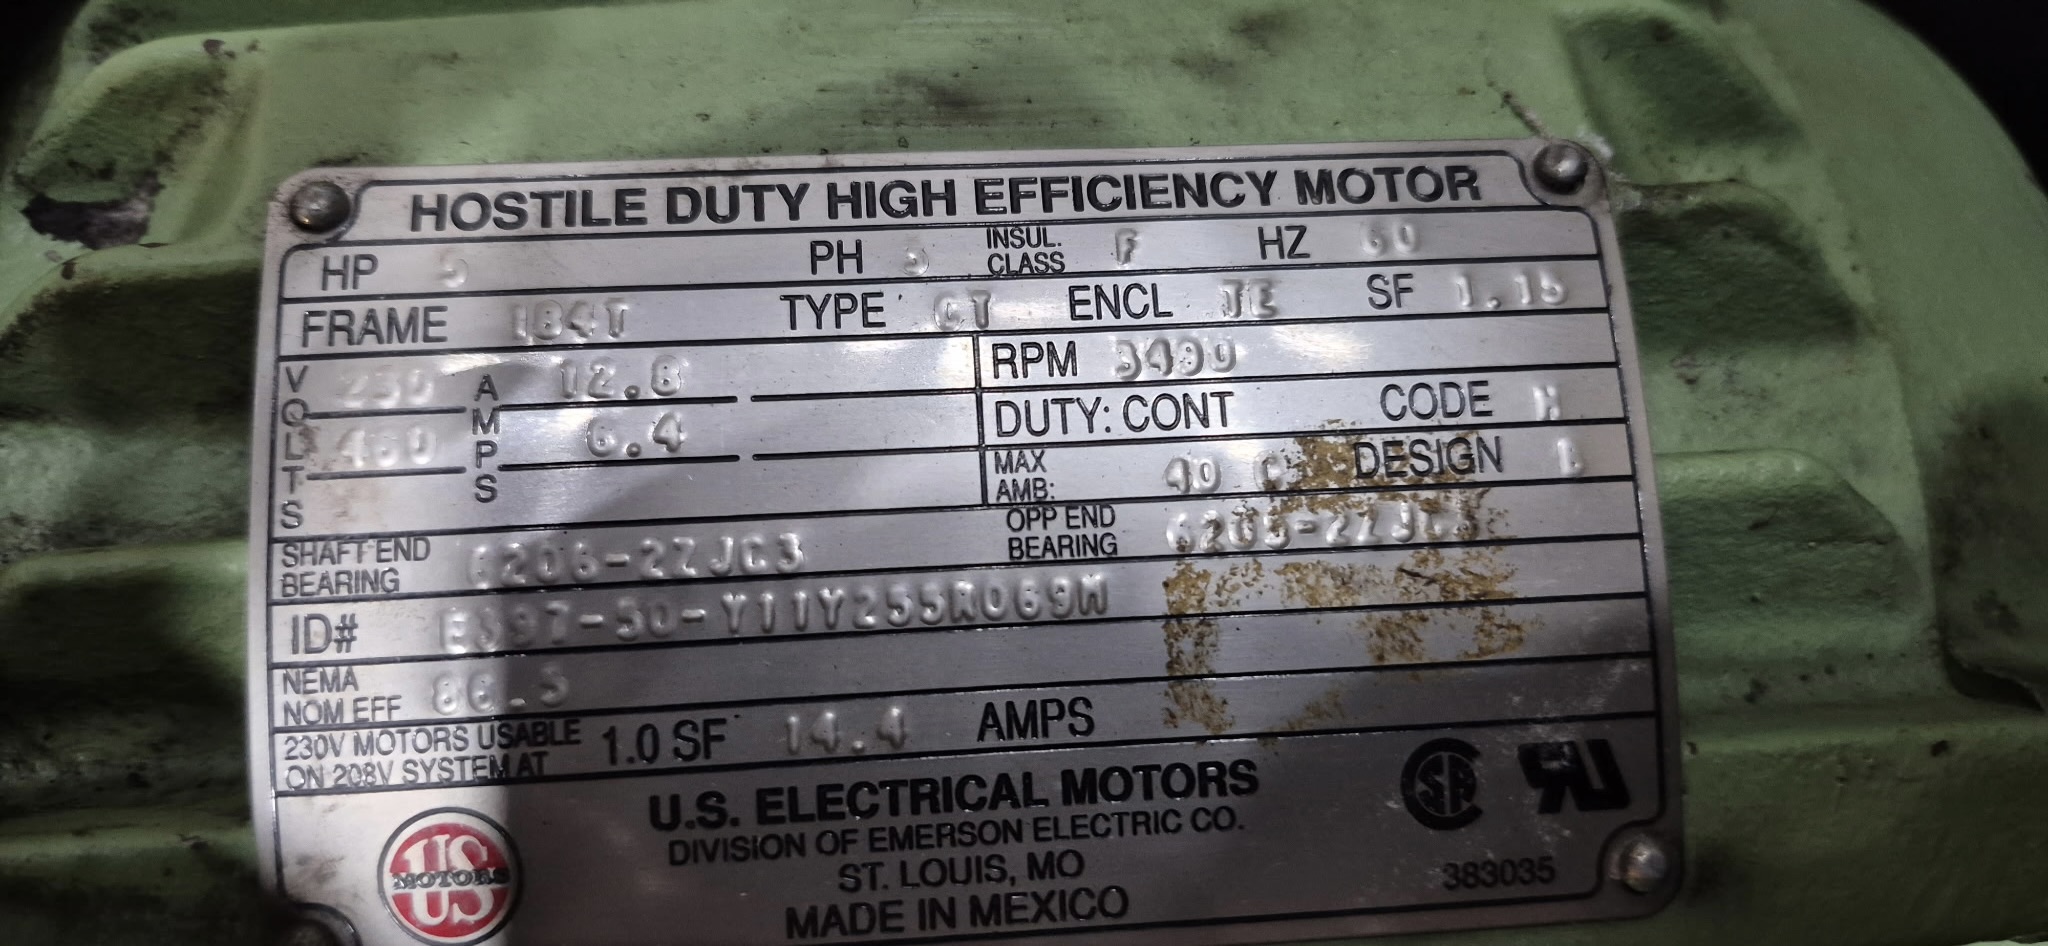 HOSTILE DUTY HIGH EFFICIENCY MOTOR
HP 5 PH 3 INSUL. CLASS F HZ 60
FRAME 184T TYPE CT ENCL TE SF 1.15
VOLTS 230 AMPS 12.8 RPM 3490
460 6.4 DUTY: CONT CODE H
MAX AMB: 40 C DESIGN B
SHAFT END BEARING 6206-2ZJC3 OPP END BEARING 6205-2ZJC3
ID#
NEMA NOM EFF 86.5
230V MOTORS USABLE ON 208V SYSTEM AT 1.0 SF 14.4 AMPS
U.S. ELECTRICAL MOTORS
DIVISION OF EMERSON ELECTRIC CO.
ST. LOUIS, MO
MADE IN MEXICO
US MOTORS
383035